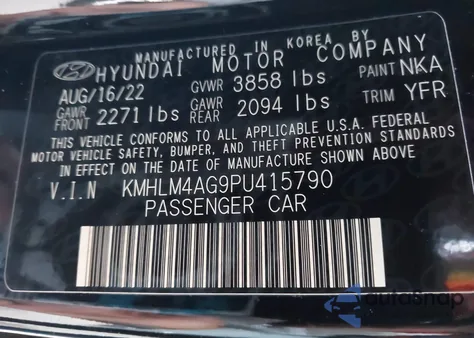 MANUFACTURED IN KOREA BY
HYUNDAI MOTOR COMPANY
AUG/16/22 GVWR 3858 lbs PAINT NKA
GAWR FRONT 2271 lbs GAWR REAR 2094 lbs TRIM YFR
THIS VEHICLE CONFORMS TO ALL APPLICABLE U.S.A. FEDERAL
MOTOR VEHICLE SAFETY, BUMPER, AND THEFT PREVENTION STANDARDS
IN EFFECT ON THE DATE OF MANUFACTURE SHOWN ABOVE.
V.I.N KMHLM4AG9PU415790
PASSENGER CAR
autoSnap